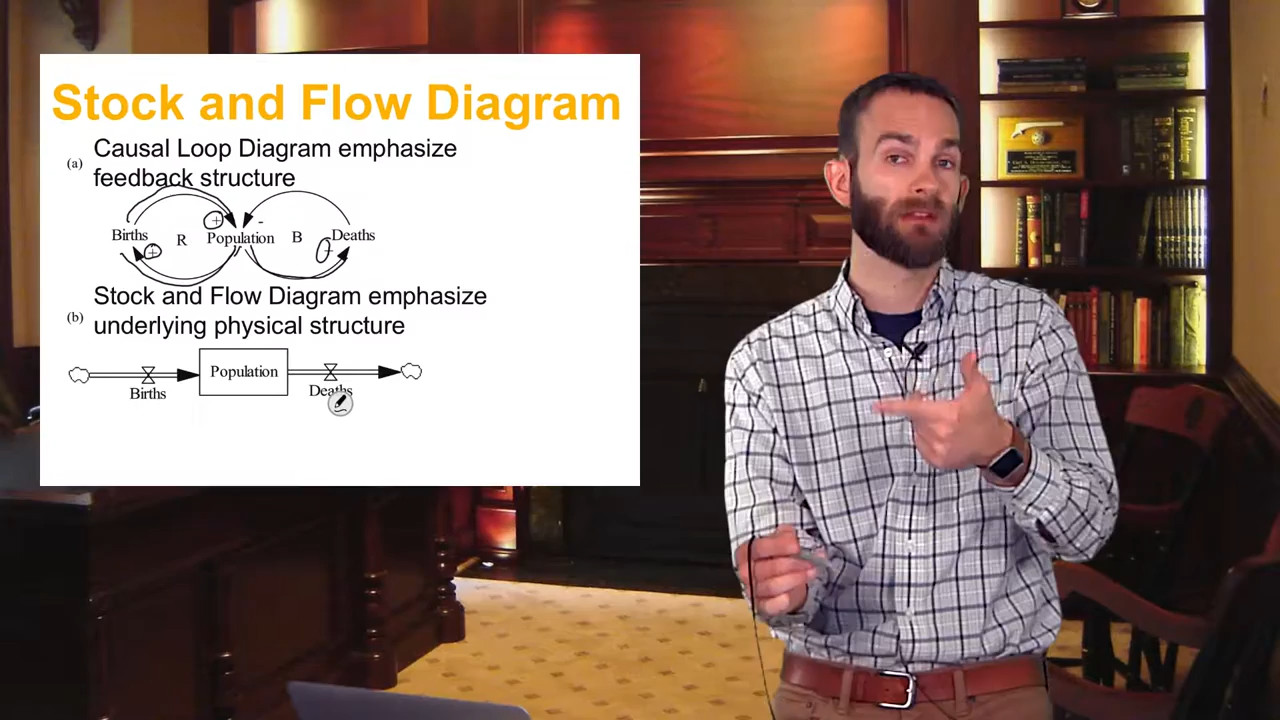 Stock and Flow Diagram
(a) Causal Loop Diagram emphasize
feedback structure
+ -
Births R Population B Deaths
+ +
Stock and Flow Diagram emphasize
(b) underlying physical structure
Population
Births Deaths